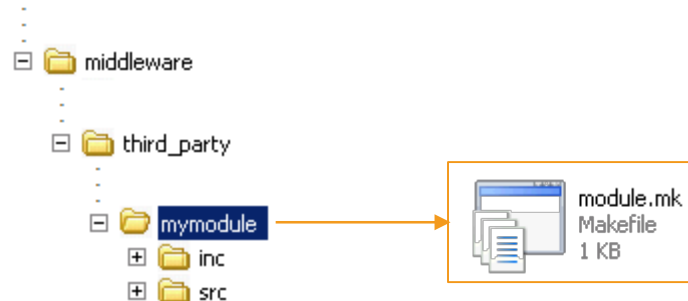 middleware
third_party
mymodule
module.mk
Makefile
1 KB
inc
src